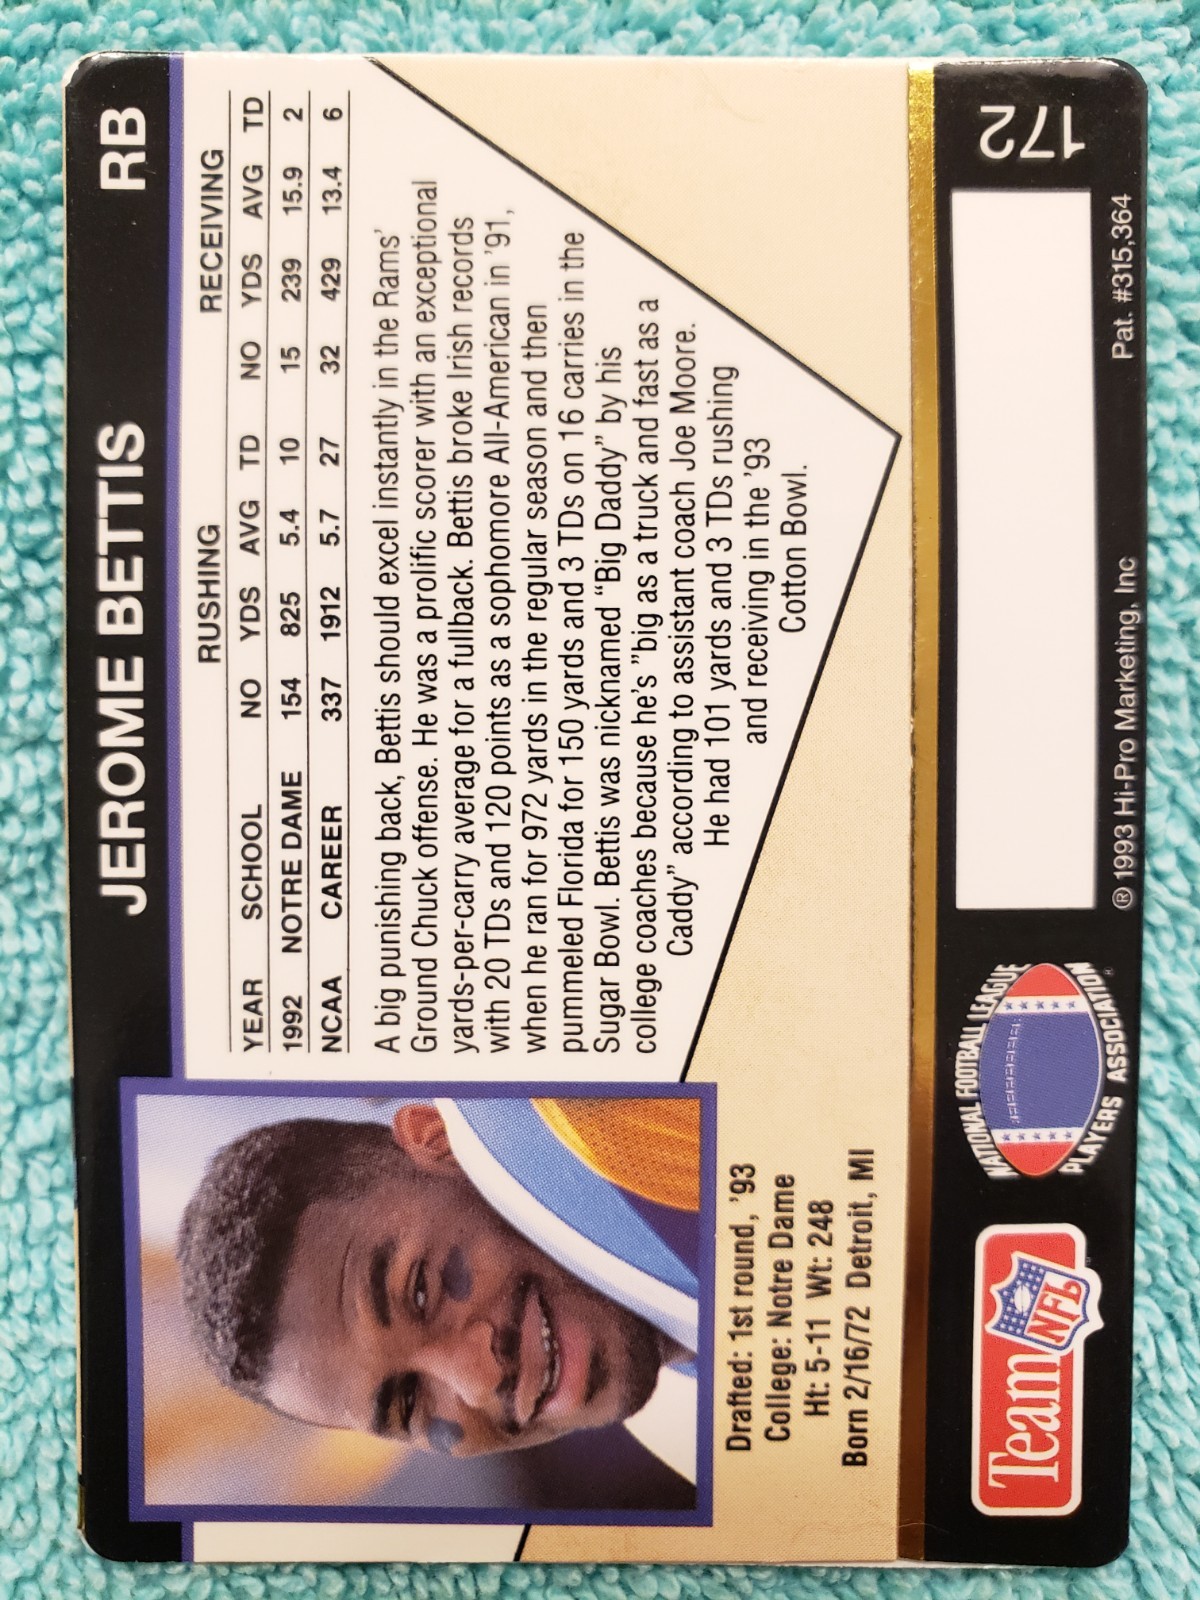 JEROME BETTIS RB
RUSHING RECEIVING
YEAR SCHOOL NO YDS AVG TD NO YDS AVG TD
1992 NOTRE DAME 154 825 5.4 10 15 239 15.9 2
NCAA CAREER 337 1912 5.7 27 32 429 13.4 6
A big punishing back, Bettis should excel instantly in the Rams'
Ground Chuck offense. He was a prolific scorer with an exceptional
yards-per-carry average for a fullback. Bettis broke Irish records
with 20 TDs and 120 points as a sophomore All-American in '91,
when he ran for 972 yards in the regular season and then
pummeled Florida for 150 yards and 3 TDs on 16 carries in the
Sugar Bowl. Bettis was nicknamed "Big Daddy" by his
college coaches because he's "big as a truck and fast as a
Caddy" according to assistant coach Joe Moore.
He had 101 yards and 3 TDs rushing
and receiving in the '93
Cotton Bowl.
Drafted: 1st round, '93
College: Notre Dame
Ht: 5-11 Wt: 248
Born 2/16/72 Detroit, MI
Team NFL
NATIONAL FOOTBALL LEAGUE
PLAYERS ASSOCIATION
172
® 1993 Hi-Pro Marketing, Inc Pat. #315,364